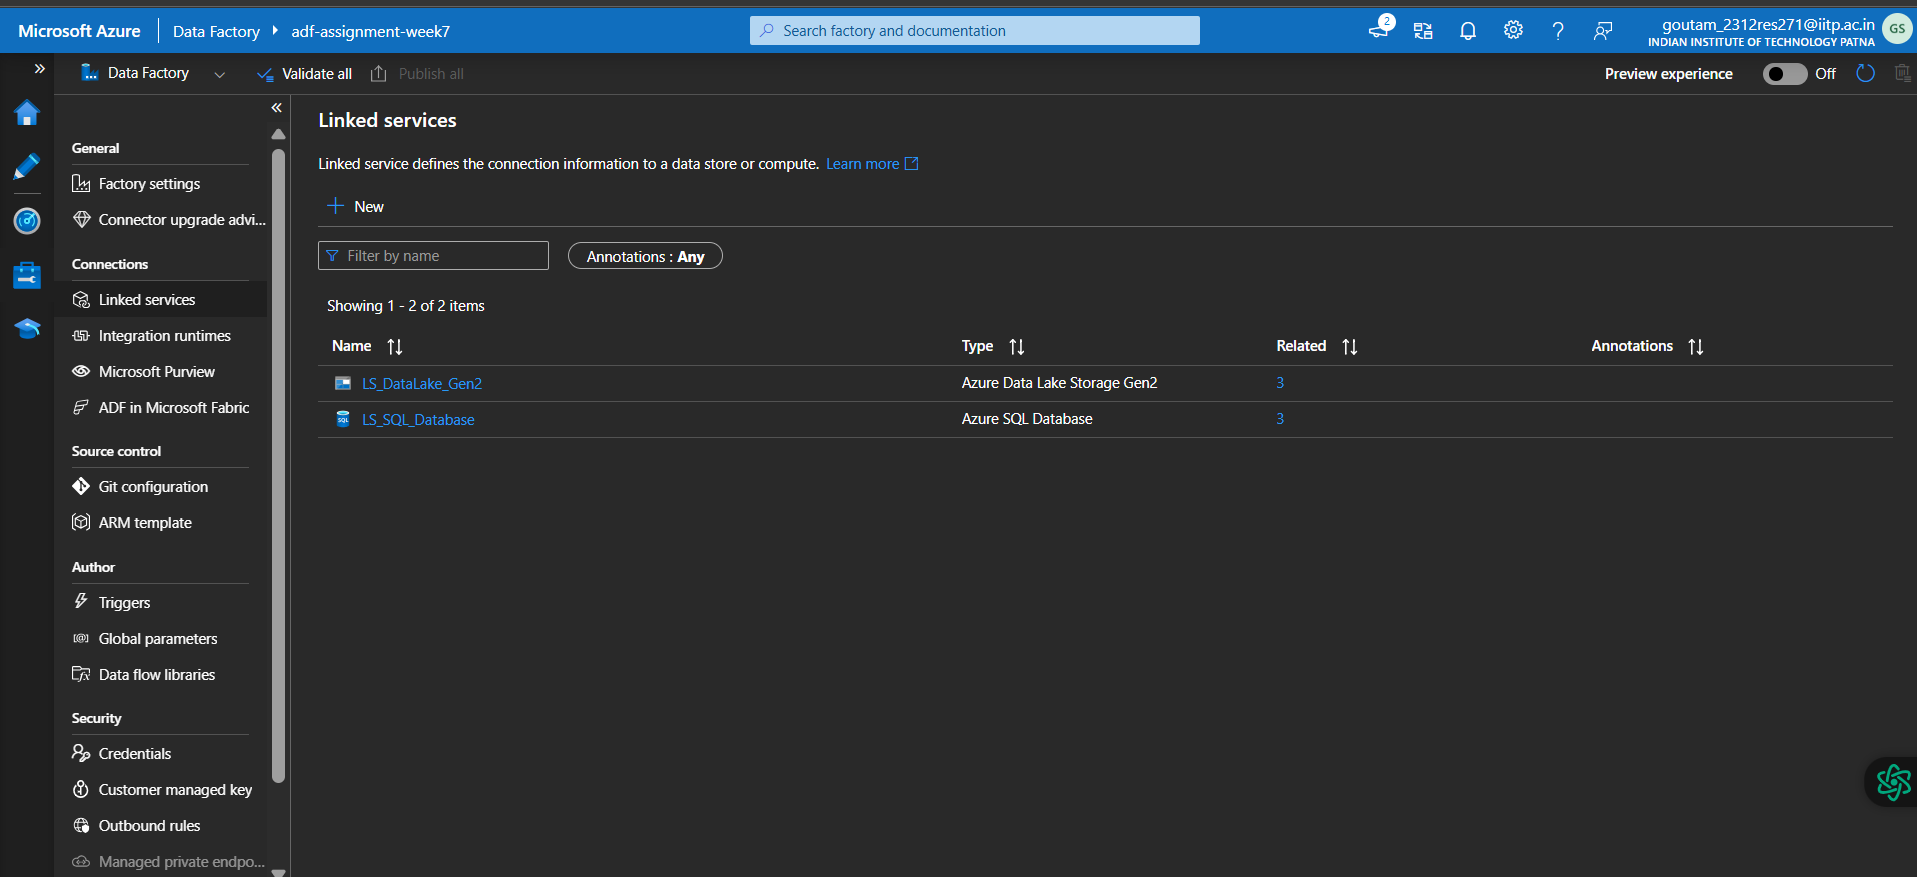 Microsoft Azure
Data Factory
adf-assignment-week7
Search factory and documentation
2
goutam_2312res271@iitp.ac.in
INDIAN INSTITUTE OF TECHNOLOGY PATNA
GS
Data Factory
Validate all
Publish all
Preview experience
Off
General
Factory settings
Connector upgrade advi...
Connections
Linked services
Integration runtimes
Microsoft Purview
ADF in Microsoft Fabric
Source control
Git configuration
ARM template
Author
Triggers
Global parameters
Data flow libraries
Security
Credentials
Customer managed key
Outbound rules
Managed private endpo...
Linked services
Linked service defines the connection information to a data store or compute. Learn more
New
Filter by name
Annotations : Any
Showing 1 - 2 of 2 items
Name Type Related Annotations
LS_DataLake_Gen2 Azure Data Lake Storage Gen2 3
SQL LS_SQL_Database Azure SQL Database 3